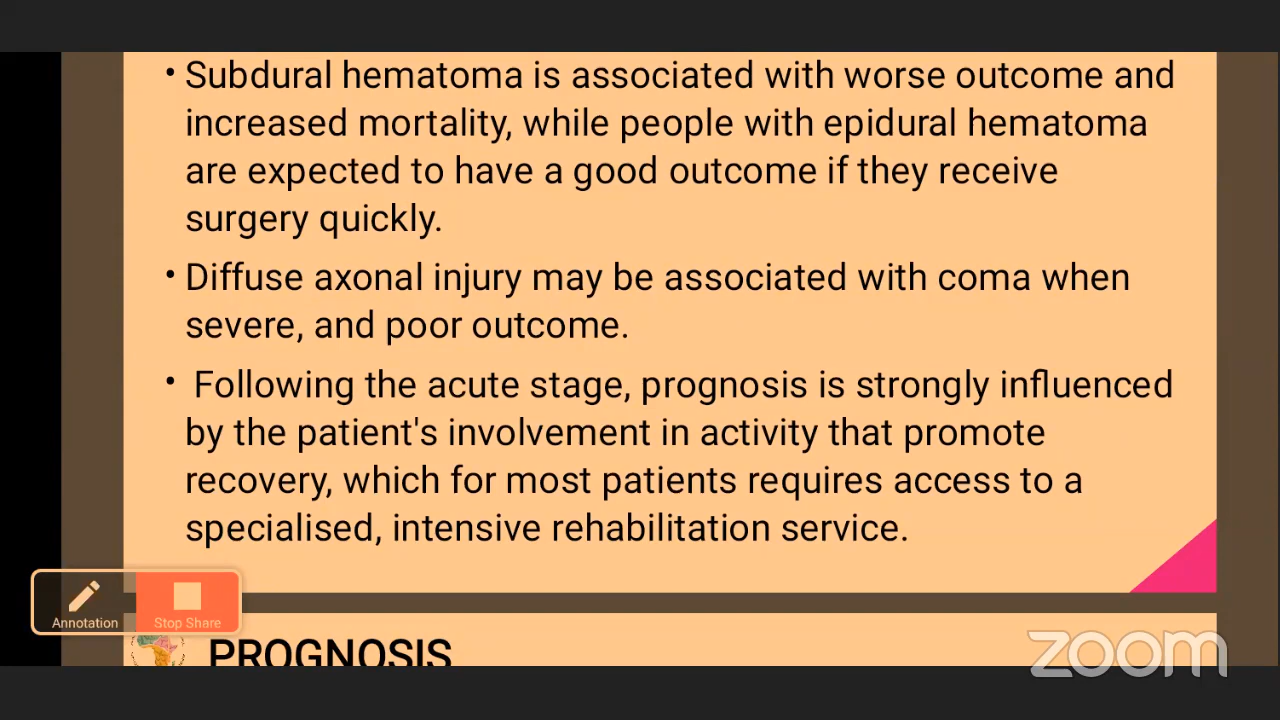 • Subdural hematoma is associated with worse outcome and
increased mortality, while people with epidural hematoma
are expected to have a good outcome if they receive
surgery quickly.
• Diffuse axonal injury may be associated with coma when
severe, and poor outcome.
• Following the acute stage, prognosis is strongly influenced
by the patient's involvement in activity that promote
recovery, which for most patients requires access to a
specialised, intensive rehabilitation service.
Annotation
Stop Share
PROGNOSIS
zoom